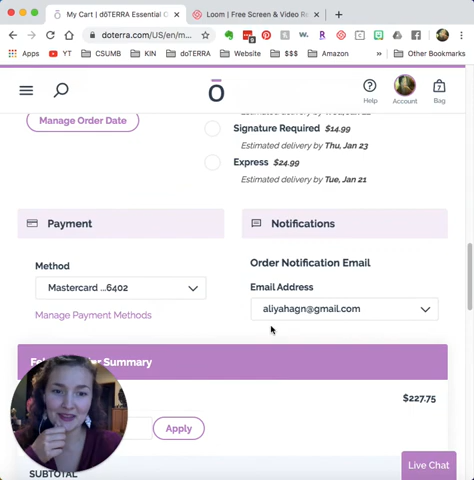 My Cart | dōTERRA Essential O
Loom | Free Screen & Video Re
doterra.com/US/en/m...
Apps YT CSUMB KIN doTERRA Website $$$ Amazon Other Bookmarks
Help Account Bag
7
Manage Order Date
Signature Required $14.99
Estimated delivery by Thu, Jan 23
Express $24.99
Estimated delivery by Tue, Jan 21
Payment
Notifications
Method
Mastercard ...6402
Manage Payment Methods
Order Notification Email
Email Address
aliyahagn@gmail.com
er Summary
$227.75
Apply
SUBTOTAL
Live Chat